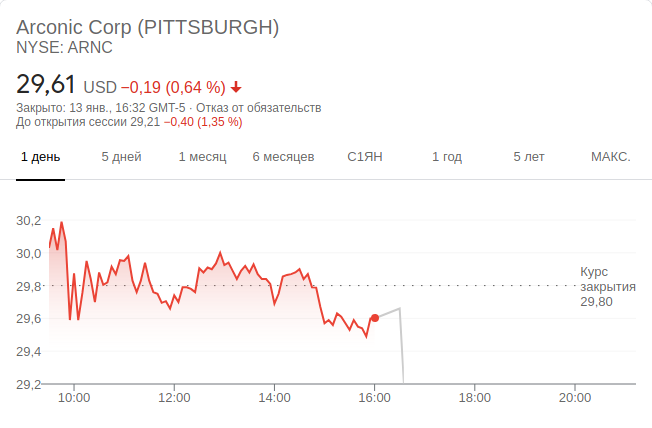 Arconic Corp (PITTSBURGH)
NYSE: ARNC
29,61 USD −0,19 (0,64 %)
Закрыто: 13 янв., 16:32 GMT-5 · Отказ от обязательств
До открытия сессии 29,21 −0,40 (1,35 %)
1 день 5 дней 1 месяц 6 месяцев С1ЯН 1 год 5 лет МАКС.
30,2
30,0
29,8
29,6
29,4
29,2
Курс
закрытия
29,80
10:00 12:00 14:00 16:00 18:00 20:00